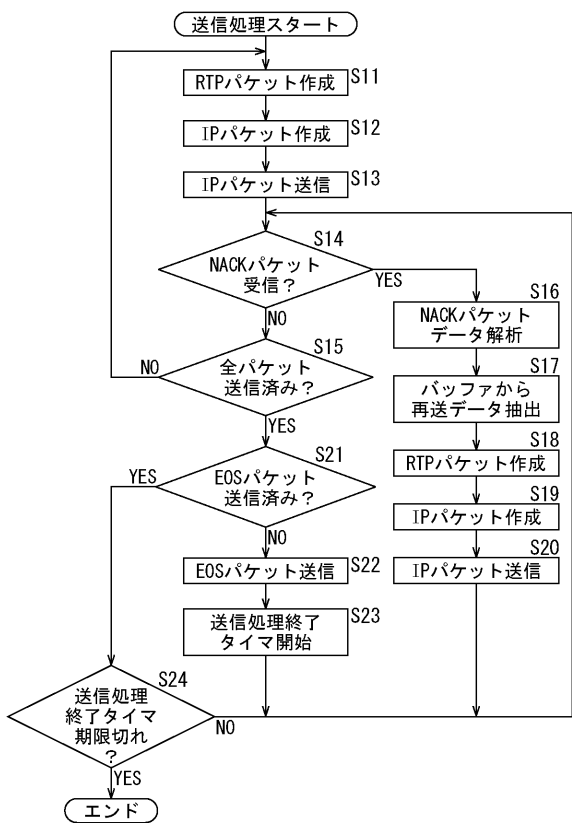 送信処理スタート
RTPパケット作成
S11
IPパケット作成
S12
IPパケット送信
S13
NACKパケット
受信?
S14
YES
NO
NACKパケット
データ解析
S16
全パケット
送信済み?
S15
NO
YES
バッファから
再送データ抽出
S17
RTPパケット作成
S18
EOSパケット
送信済み?
S21
YES
NO
IPパケット作成
S19
IPパケット送信
S20
EOSパケット送信
S22
送信処理終了
タイマ開始
S23
送信処理
終了タイマ
期限切れ
?
S24
NO
YES
エンド